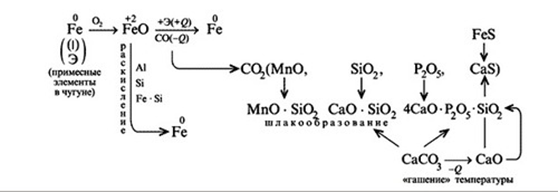 0 +2 0
Fe O₂ FeO +Э(+Q) Fe
CO(−Q)
(l)
Э
(примесные
элементы
в чугуне)
раскисление
Al
Si
Fe · Si
0
Fe
FeS
CO₂(MnO, SiO₂, P₂O₅, CaS)
MnO · SiO₂ CaO · SiO₂ 4CaO·P₂O₅·SiO₂
шлакообразование
CaCO₃ −Q CaO
«гашение» температуры